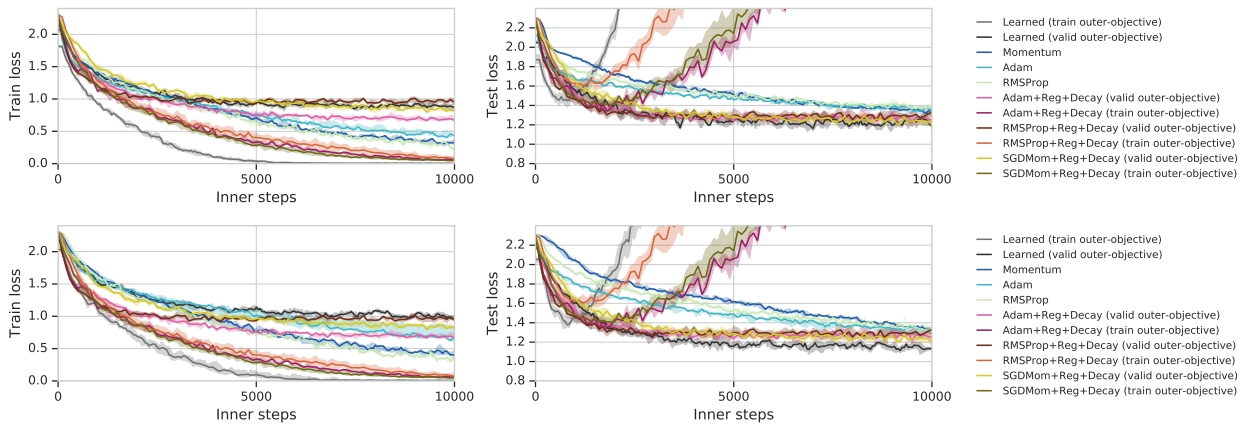 2.0
1.5
1.0
0.5
0.0
Train loss
0
5000
10000
Inner steps
2.2
2.0
1.8
1.6
1.4
1.2
1.0
0.8
Test loss
0
5000
10000
Inner steps
Learned (train outer-objective)
Learned (valid outer-objective)
Momentum
Adam
RMSProp
Adam+Reg+Decay (valid outer-objective)
Adam+Reg+Decay (train outer-objective)
RMSProp+Reg+Decay (valid outer-objective)
RMSProp+Reg+Decay (train outer-objective)
SGDMom+Reg+Decay (valid outer-objective)
SGDMom+Reg+Decay (train outer-objective)
2.0
1.5
1.0
0.5
0.0
Train loss
0
5000
10000
Inner steps
2.2
2.0
1.8
1.6
1.4
1.2
1.0
0.8
Test loss
0
5000
10000
Inner steps
Learned (train outer-objective)
Learned (valid outer-objective)
Momentum
Adam
RMSProp
Adam+Reg+Decay (valid outer-objective)
Adam+Reg+Decay (train outer-objective)
RMSProp+Reg+Decay (valid outer-objective)
RMSProp+Reg+Decay (train outer-objective)
SGDMom+Reg+Decay (valid outer-objective)
SGDMom+Reg+Decay (train outer-objective)